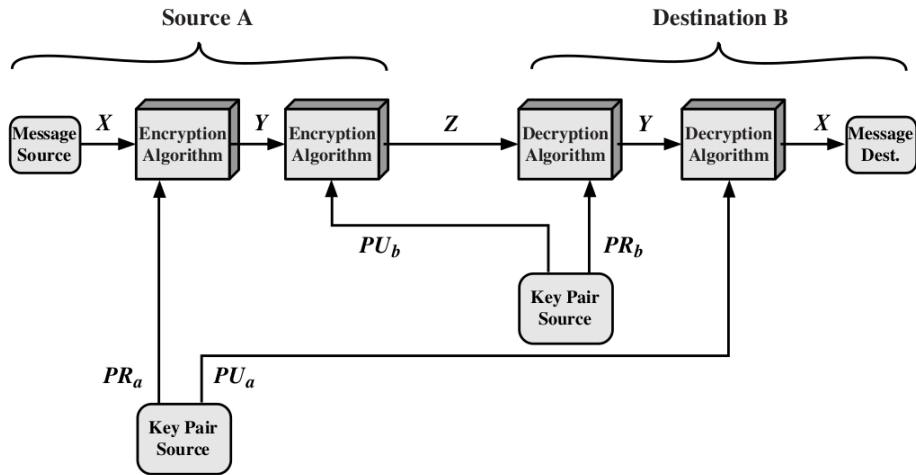 Source A
Destination B
Message
Source
X
Encryption
Algorithm
Y
Encryption
Algorithm
Z
Decryption
Algorithm
Y
Decryption
Algorithm
X
Message
Dest.
PUb
PRb
Key Pair
Source
PRa
PUa
Key Pair
Source